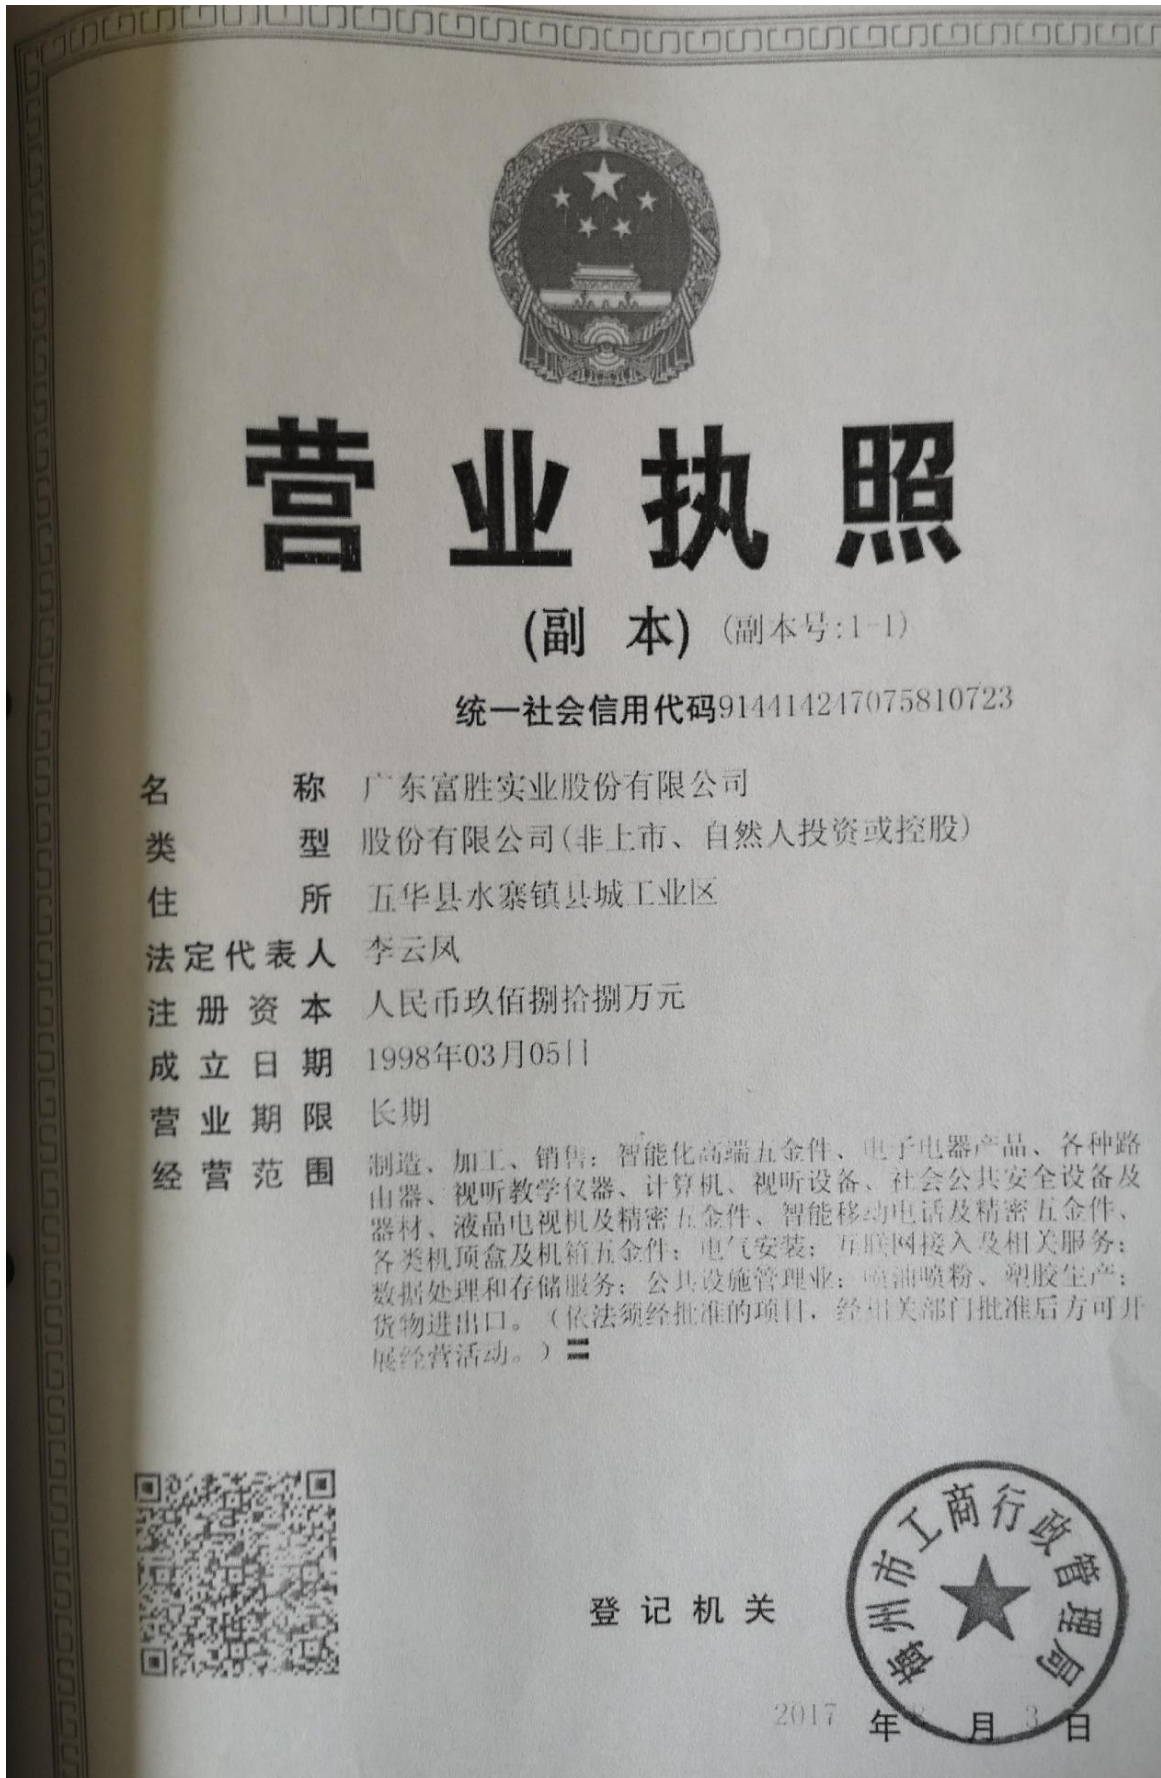 营业执照
(副 本) (副本号:1-1)
统一社会信用代码914414247075810723
名 称 广东富胜实业股份有限公司
类 型 股份有限公司(非上市、自然人投资或控股)
住 所 五华县水寨镇县城工业区
法定代表人 李云凤
注册资本 人民币玖佰捌拾捌万元
成立日期 1998年03月05日
营业期限 长期
经营范围 制造、加工、销售：智能化高端五金件、电子电器产品、各种路
由器、视听教学仪器、计算机、视听设备、社会公共安全设备及
器材、液晶电视机及精密五金件、智能移动电话及精密五金件、
各类机顶盒及机箱五金件；电气安装；互联网接入及相关服务；
数据处理和存储服务；公共设施管理业；喷油喷粉、塑胶生产；
货物进出口。（依法须经批准的项目，经相关部门批准后方可开
展经营活动。）
登记机关
梅州市工商行政管理局
2017 年 月 3 日